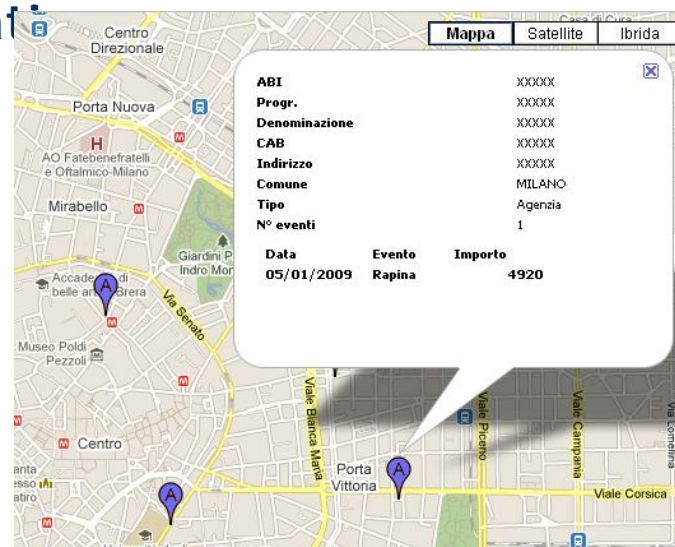 Centro
Direzionale
Mappa Satellite Ibrida
Porta Nuova
H
AO Fatebenefratelli
e Oftalmico-Milano
Mirabello
Giardini P
Indro Mon
Accademia di
belle arti Brera
A
Via Senato
Museo Poldi
Pezzoli
Centro
A
ABI XXXXX
Progr. XXXXX
Denominazione XXXXX
CAB XXXXX
Indirizzo XXXXX
Comune MILANO
Tipo Agenzia
N° eventi 1
Data Evento Importo
05/01/2009 Rapina 4920
Viale Bianca Maria
Viale Piceno
Viale Campania
Via Lomellina
Porta
Vittoria
A
Viale Corsica